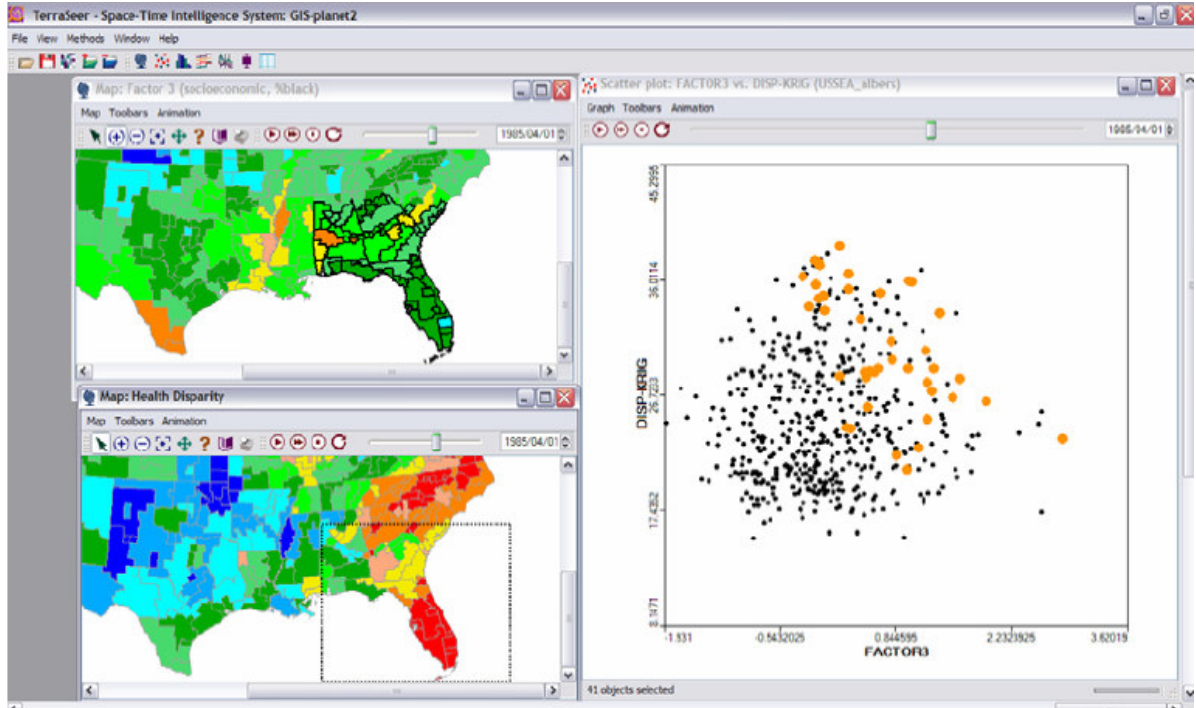 TerraSeer - Space-Time Intelligence System: GIS-planet2
File View Methods Window Help
Map: Factor 3 (socioeconomic, %black)
Map Toolbars Animation
1985/04/01
Map: Health Disparity
Map Toolbars Animation
1985/04/01
Scatter plot: FACTOR3 vs. DISP-KRIG (USSEA_albers)
Graph Toolbars Animation
1985/04/01
45.2995
36.0114
26.7233
17.4352
8.1471
DISP-KRIG
-1.931 -0.5432025 0.844595 2.2323925 3.62019
FACTOR3
41 objects selected